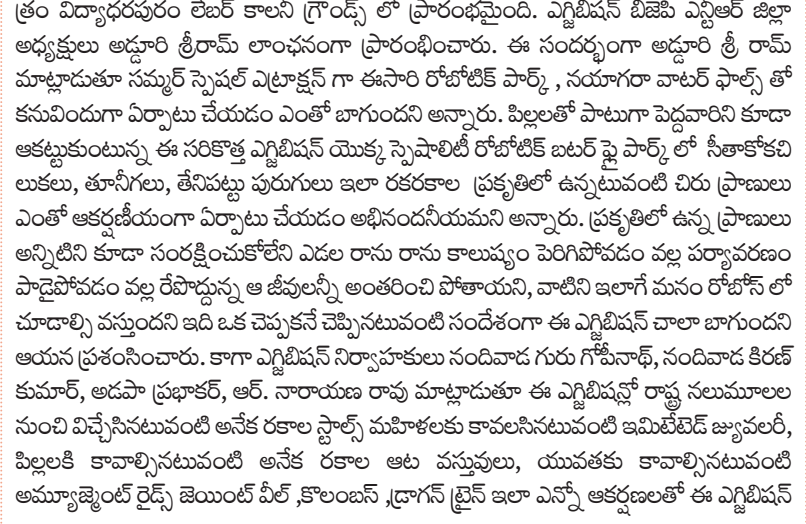 త్రం విద్యాధరపురం లేబర్ కాలనీ గ్రౌండ్స్ లో ప్రారంభమైంది. ఎగ్జిబిషన్ బిజెపి ఎన్టీఆర్ జిల్లా
అధ్యక్షులు అడ్డూరి శ్రీరామ్ లాంఛనంగా ప్రారంభించారు. ఈ సందర్భంగా అడ్డూరి శ్రీ రామ్
మాట్లాడుతూ సమ్మర్ స్పెషల్ ఎట్రాక్షన్ గా ఈసారి రోబోటిక్ పార్క్ , నయాగరా వాటర్ ఫాల్స్ తో
కనువిందుగా ఏర్పాటు చేయడం ఎంతో బాగుందని అన్నారు. పిల్లలతో పాటుగా పెద్దవారిని కూడా
ఆకట్టుకుంటున్న ఈ సరికొత్త ఎగ్జిబిషన్ యొక్క స్పెషాలిటీ రోబోటిక్ బటర్ ఫ్లై పార్క్ లో సీతాకోకచి
లుకలు, తూనీగలు, తేనిపట్టు పురుగులు ఇలా రకరకాల ప్రకృతిలో ఉన్నటువంటి చిరు ప్రాణులు
ఎంతో ఆకర్షణీయంగా ఏర్పాటు చేయడం అభినందనీయమని అన్నారు. ప్రకృతిలో ఉన్న ప్రాణులు
అన్నిటిని కూడా సంరక్షించుకోలేని ఎడల రాను రాను కాలుష్యం పెరిగిపోవడం వల్ల పర్యావరణం
పాడైపోవడం వల్ల రేపొద్దున్న ఆ జీవులన్నీ అంతరించి పోతాయని, వాటిని ఇలాగే మనం రోబోస్ లో
చూడాల్సి వస్తుందని ఇది ఒక చెప్పకనే చెప్పినటువంటి సందేశంగా ఈ ఎగ్జిబిషన్ చాలా బాగుందని
ఆయన ప్రశంసించారు. కాగా ఎగ్జిబిషన్ నిర్వాహకులు నందివాడ గురు గోపీనాథ్, నందివాడ కిరణ్
కుమార్, అడపా ప్రభాకర్, ఆర్. నారాయణ రావు మాట్లాడుతూ ఈ ఎగ్జిబిషన్లో రాష్ట్ర నలుమూలల
నుంచి విచ్చేసినటువంటి అనేక రకాల స్టాల్స్ మహిళలకు కావలసినటువంటి ఇమిటేటెడ్ జ్యువలరీ,
పిల్లలకి కావాల్సినటువంటి అనేక రకాల ఆట వస్తువులు, యువతకు కావాల్సినటువంటి
అమ్యూజ్మెంట్ రైడ్స్ జెయింట్ వీల్ ,కొలంబస్ ,డ్రాగన్ ట్రైన్ ఇలా ఎన్నో ఆకర్షణలతో ఈ ఎగ్జిబిషన్